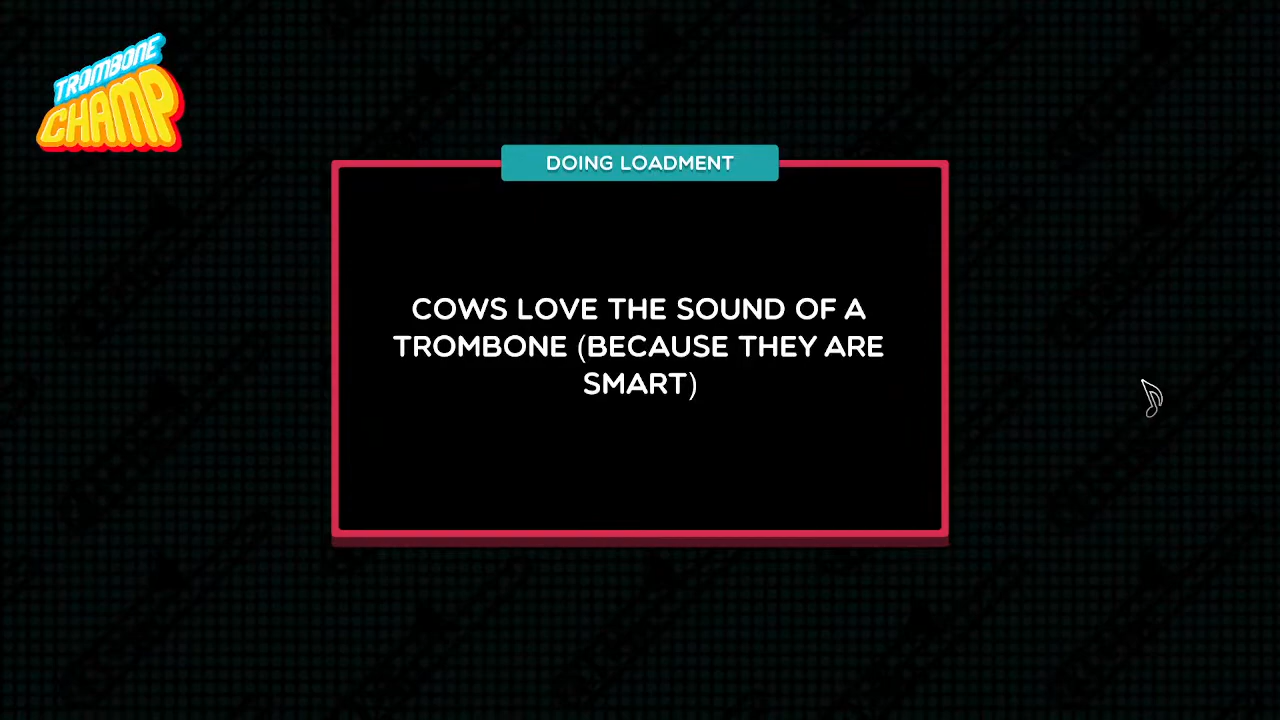 TROMBONE
CHAMP
DOING LOADMENT
COWS LOVE THE SOUND OF A
TROMBONE (BECAUSE THEY ARE
SMART)